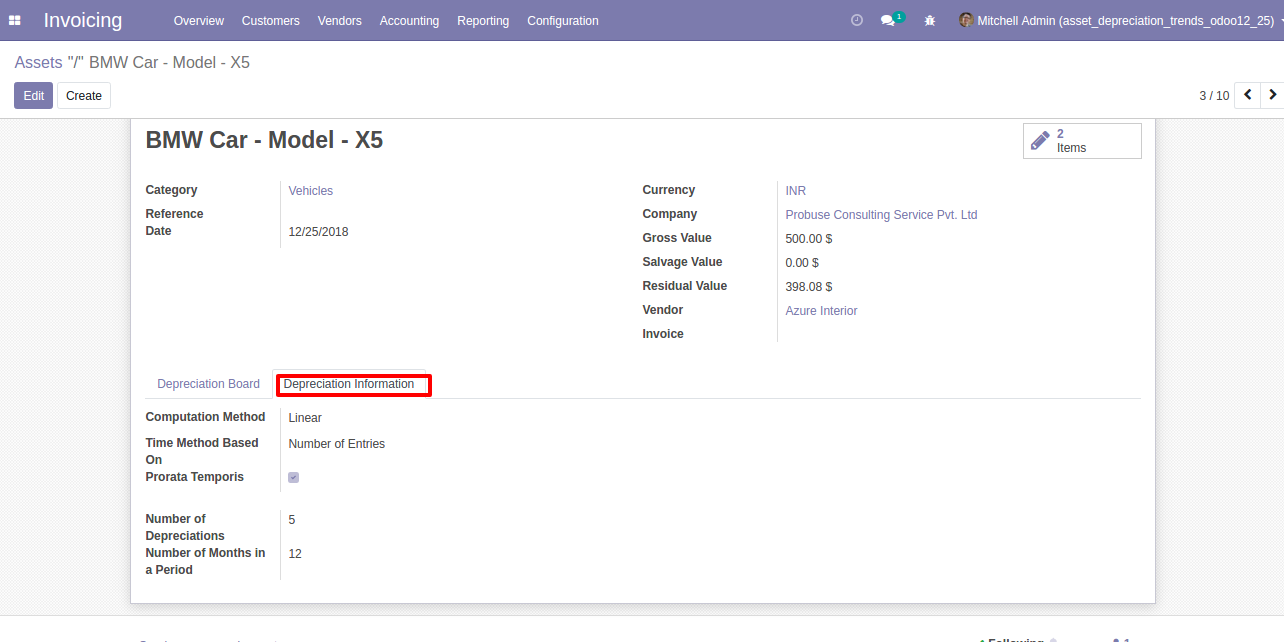 Invoicing Overview Customers Vendors Accounting Reporting Configuration 1 Mitchell Admin (asset_depreciation_trends_odoo12_25)
Assets "/" BMW Car - Model - X5
Edit Create 3 / 10
BMW Car - Model - X5
2
Items
Category Vehicles
Reference
Date 12/25/2018
Currency INR
Company Probuse Consulting Service Pvt. Ltd
Gross Value 500.00 $
Salvage Value 0.00 $
Residual Value 398.08 $
Vendor Azure Interior
Invoice
Depreciation Board Depreciation Information
Computation Method Linear
Time Method Based
On Number of Entries
Prorata Temporis
Number of
Depreciations 5
Number of Months in
a Period 12
Following 1